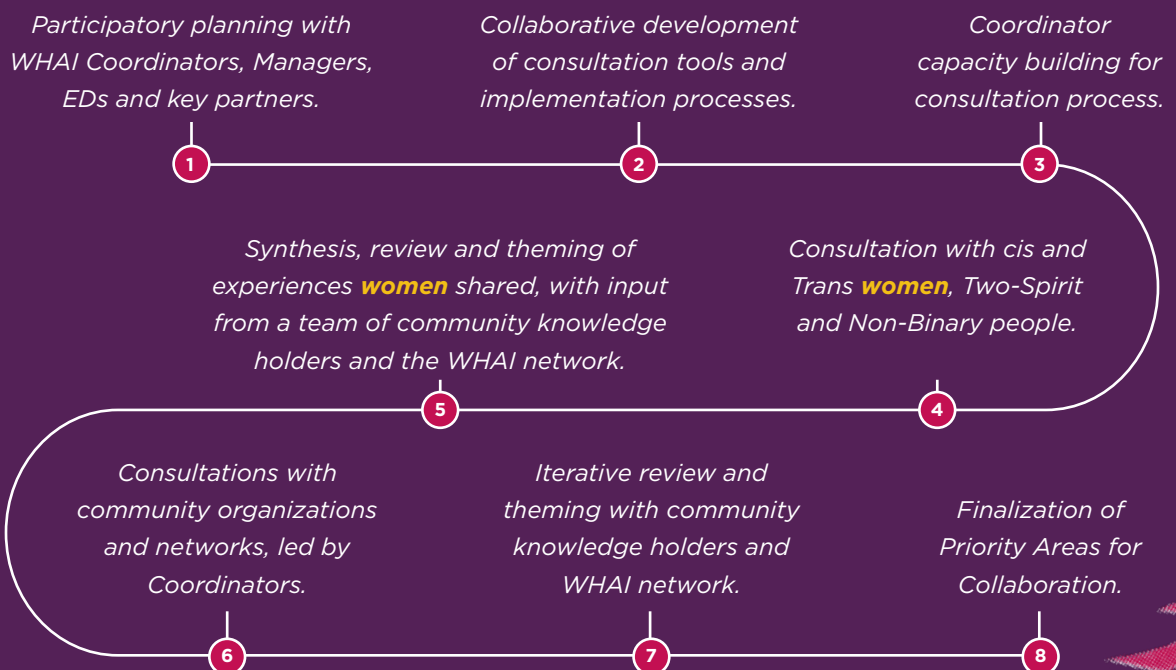 Participatory planning with
WHAI Coordinators, Managers,
EDs and key partners.
1
Collaborative development
of consultation tools and
implementation processes.
2
Coordinator
capacity building for
consultation process.
3
Consultation with cis and
Trans women, Two-Spirit
and Non-Binary people.
4
Synthesis, review and theming of
experiences women shared, with input
from a team of community knowledge
holders and the WHAI network.
5
Consultations with
community organizations
and networks, led by
Coordinators.
6
Iterative review and
theming with community
knowledge holders and
WHAI network.
7
Finalization of
Priority Areas for
Collaboration.
8